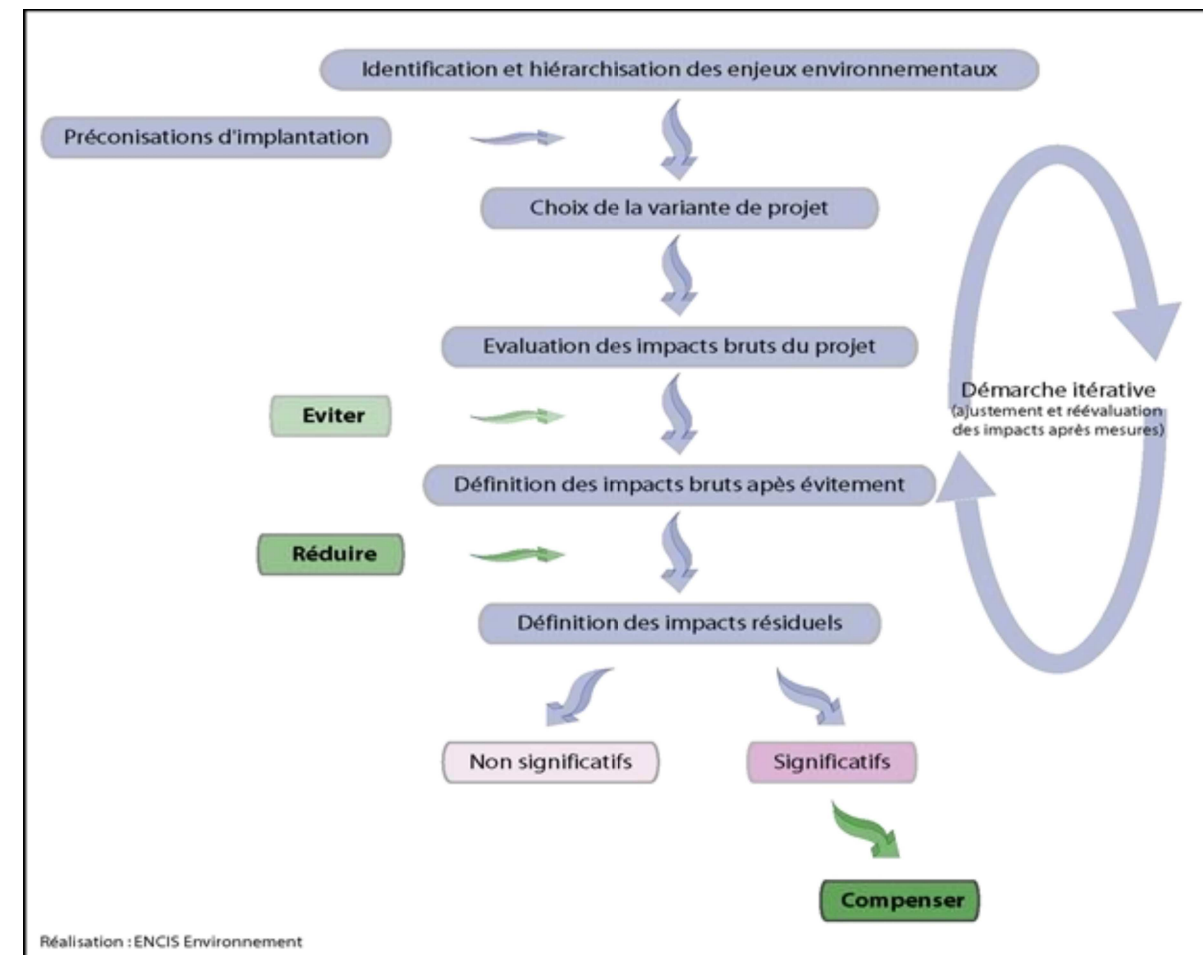 Identification et hiérarchisation des enjeux environnementaux
Préconisations d'implantation
Choix de la variante de projet
Evaluation des impacts bruts du projet
Démarche itérative
(ajustement et réévaluation
des impacts après mesures)
Eviter
Définition des impacts bruts apès évitement
Réduire
Définition des impacts résiduels
Non significatifs
Significatifs
Compenser
Réalisation : ENCIS Environnement